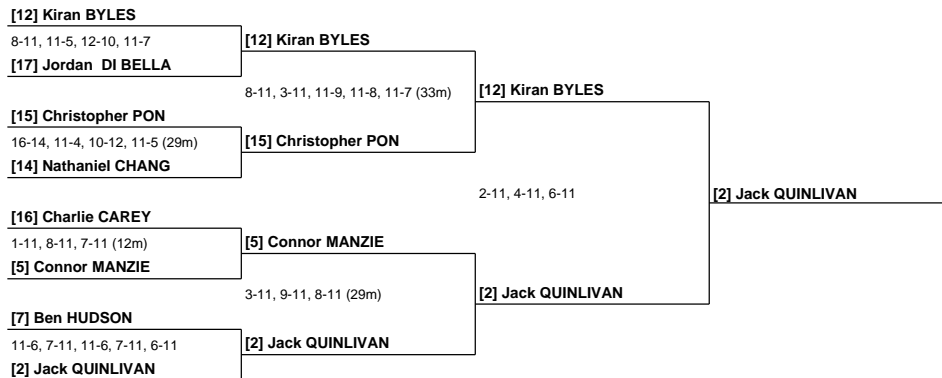 [12] Kiran BYLES
8-11, 11-5, 12-10, 11-7
[17] Jordan  DI BELLA
[12] Kiran BYLES
8-11, 3-11, 11-9, 11-8, 11-7 (33m)
[15] Christopher PON
16-14, 11-4, 10-12, 11-5 (29m)
[14] Nathaniel CHANG
[15] Christopher PON
[12] Kiran BYLES
2-11, 4-11, 6-11
[2] Jack QUINLIVAN
[16] Charlie CAREY
1-11, 8-11, 7-11 (12m)
[5] Connor MANZIE
[5] Connor MANZIE
3-11, 9-11, 8-11 (29m)
[2] Jack QUINLIVAN
[7] Ben HUDSON
11-6, 7-11, 11-6, 7-11, 6-11
[2] Jack QUINLIVAN
[2] Jack QUINLIVAN